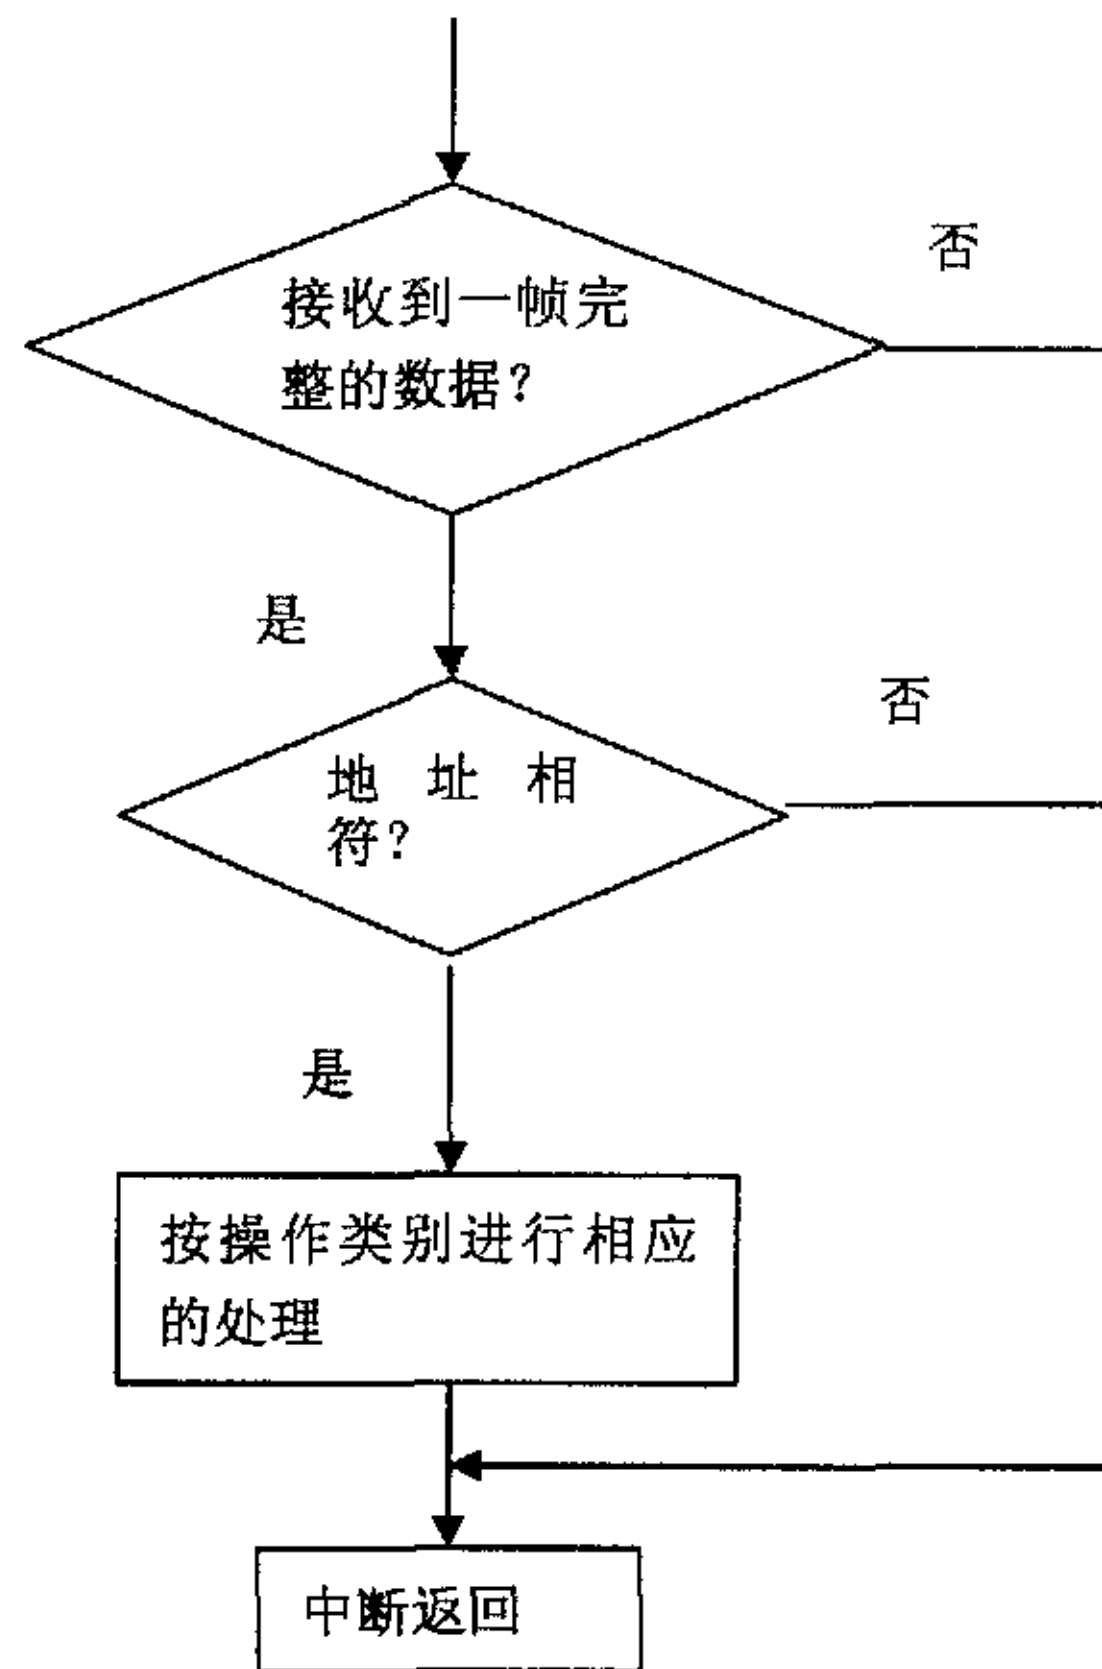 否
接收到一帧完
整的数据?
是
否
地 址 相
符?
是
按操作类别进行相应
的处理
中断返回